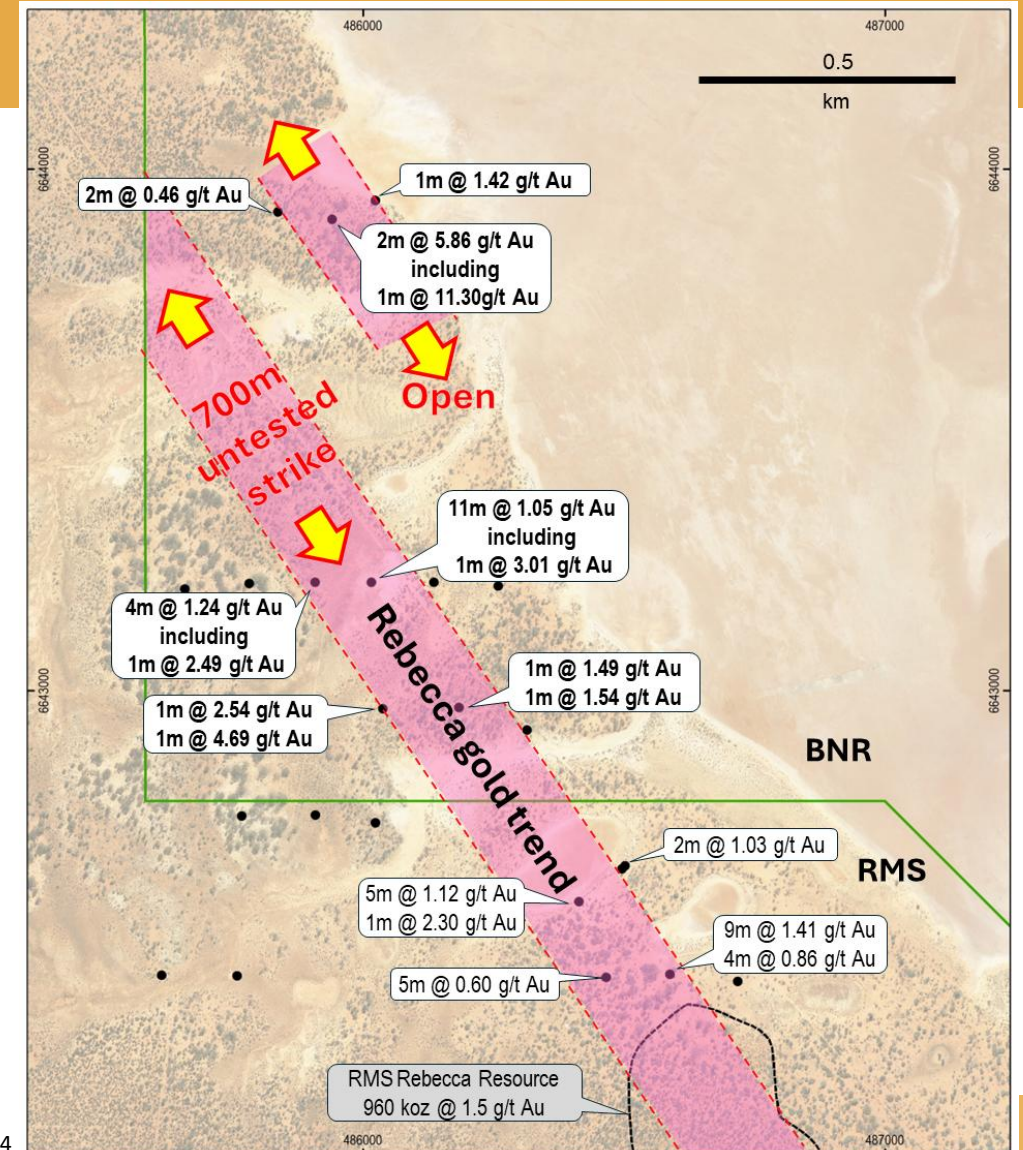 486000
487000
0.5
km
6644000
6644000
2m @ 0.46 g/t Au
1m @ 1.42 g/t Au
2m @ 5.86 g/t Au
including
1m @ 11.30g/t Au
Open
700m
untested
strike
11m @ 1.05 g/t Au
including
1m @ 3.01 g/t Au
4m @ 1.24 g/t Au
including
1m @ 2.49 g/t Au
Rebecca gold trend
1m @ 1.49 g/t Au
1m @ 1.54 g/t Au
6643000
6643000
1m @ 2.54 g/t Au
1m @ 4.69 g/t Au
BNR
2m @ 1.03 g/t Au
RMS
5m @ 1.12 g/t Au
1m @ 2.30 g/t Au
9m @ 1.41 g/t Au
4m @ 0.86 g/t Au
5m @ 0.60 g/t Au
RMS Rebecca Resource
960 koz @ 1.5 g/t Au
486000
487000
4